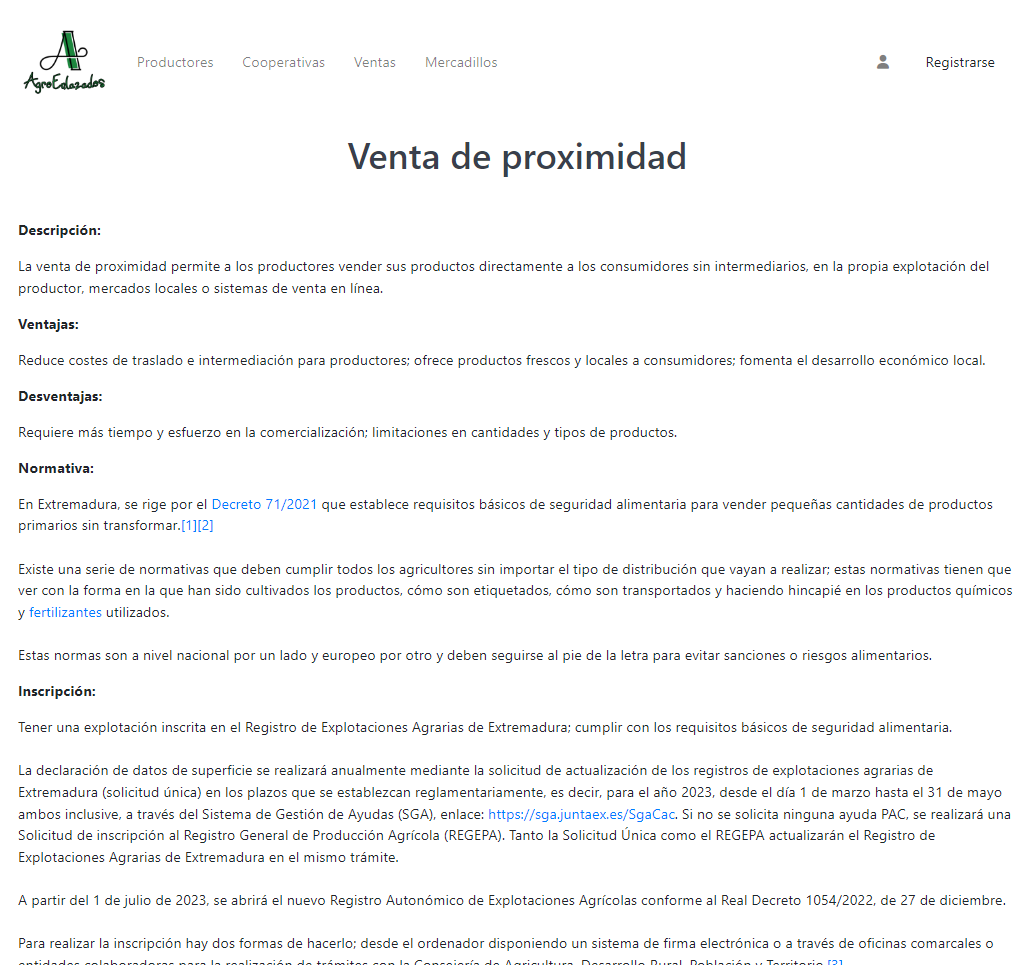 AgroEnlazados
Productores Cooperativas Ventas Mercadillos Registrarse
Venta de proximidad
Descripción:
La venta de proximidad permite a los productores vender sus productos directamente a los consumidores sin intermediarios, en la propia explotación del
productor, mercados locales o sistemas de venta en línea.
Ventajas:
Reduce costes de traslado e intermediación para productores; ofrece productos frescos y locales a consumidores; fomenta el desarrollo económico local.
Desventajas:
Requiere más tiempo y esfuerzo en la comercialización; limitaciones en cantidades y tipos de productos.
Normativa:
En Extremadura, se rige por el Decreto 71/2021 que establece requisitos básicos de seguridad alimentaria para vender pequeñas cantidades de productos
primarios sin transformar.[1][2]
Existe una serie de normativas que deben cumplir todos los agricultores sin importar el tipo de distribución que vayan a realizar; estas normativas tienen que
ver con la forma en la que han sido cultivados los productos, cómo son etiquetados, cómo son transportados y haciendo hincapié en los productos químicos
y fertilizantes utilizados.
Estas normas son a nivel nacional por un lado y europeo por otro y deben seguirse al pie de la letra para evitar sanciones o riesgos alimentarios.
Inscripción:
Tener una explotación inscrita en el Registro de Explotaciones Agrarias de Extremadura; cumplir con los requisitos básicos de seguridad alimentaria.
La declaración de datos de superficie se realizará anualmente mediante la solicitud de actualización de los registros de explotaciones agrarias de
Extremadura (solicitud única) en los plazos que se establezcan reglamentariamente, es decir, para el año 2023, desde el día 1 de marzo hasta el 31 de mayo
ambos inclusive, a través del Sistema de Gestión de Ayudas (SGA), enlace: https://sga.juntaex.es/SgaCac. Si no se solicita ninguna ayuda PAC, se realizará una
Solicitud de inscripción al Registro General de Producción Agrícola (REGEPA). Tanto la Solicitud Única como el REGEPA actualizarán el Registro de
Explotaciones Agrarias de Extremadura en el mismo trámite.
A partir del 1 de julio de 2023, se abrirá el nuevo Registro Autonómico de Explotaciones Agrícolas conforme al Real Decreto 1054/2022, de 27 de diciembre.
Para realizar la inscripción hay dos formas de hacerlo; desde el ordenador disponiendo un sistema de firma electrónica o a través de oficinas comarcales o
entidades colaboradoras para la realización de trámites con la Consejería de Agricultura, Desarrollo Rural, Población y Territorio.[3]